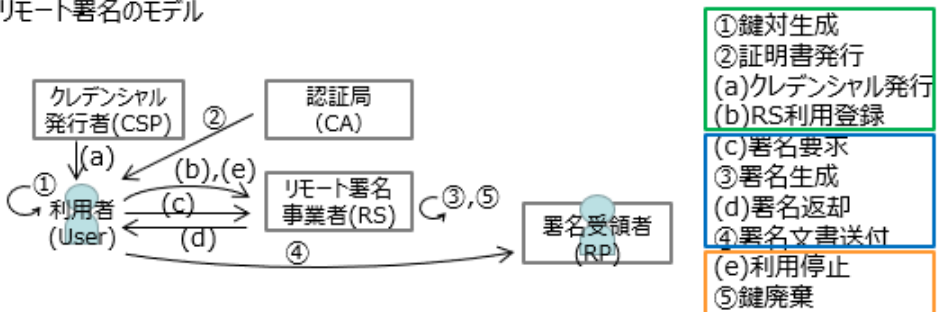 リモート署名のモデル
クレデンシャル
発行者(CSP)
認証局
(CA)
②
(a)
①
利用者
(User)
(b),(e)
(c)
(d)
リモート署名
事業者(RS)
③,⑤
④
署名受領者
(RP)
①鍵対生成
②証明書発行
(a)クレデンシャル発行
(b)RS利用登録
(c)署名要求
③署名生成
(d)署名返却
④署名文書送付
(e)利用停止
⑤鍵廃棄